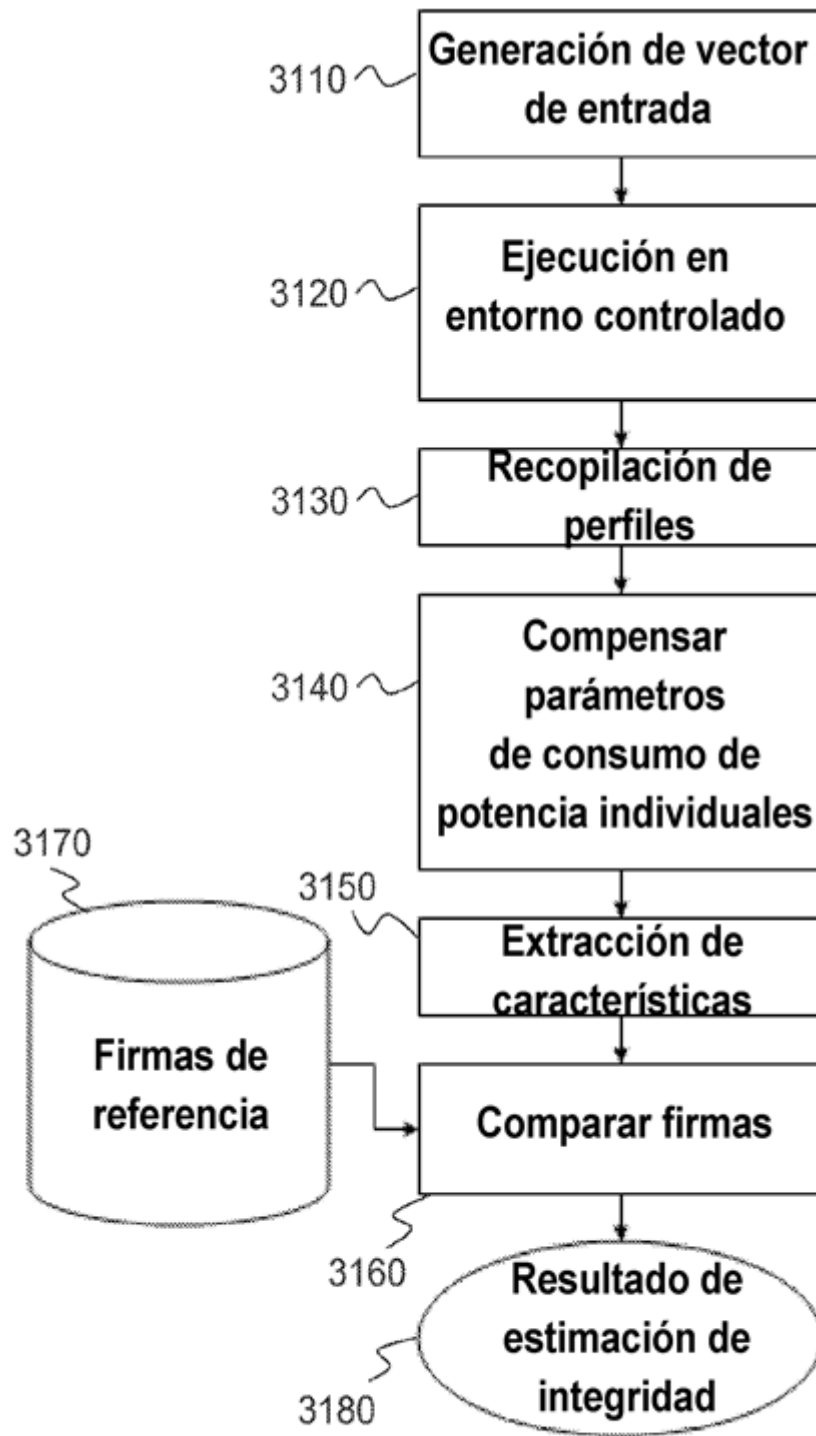 3110
Generación de vector
de entrada
3120
Ejecución en
entorno controlado
3130
Recopilación de
perfiles
3140
Compensar
parámetros
de consumo de
potencia individuales
3170
Firmas de
referencia
3150
Extracción de
característífcas
Comparar firmas
3160
Resultado de
estimación de
integridad
3180